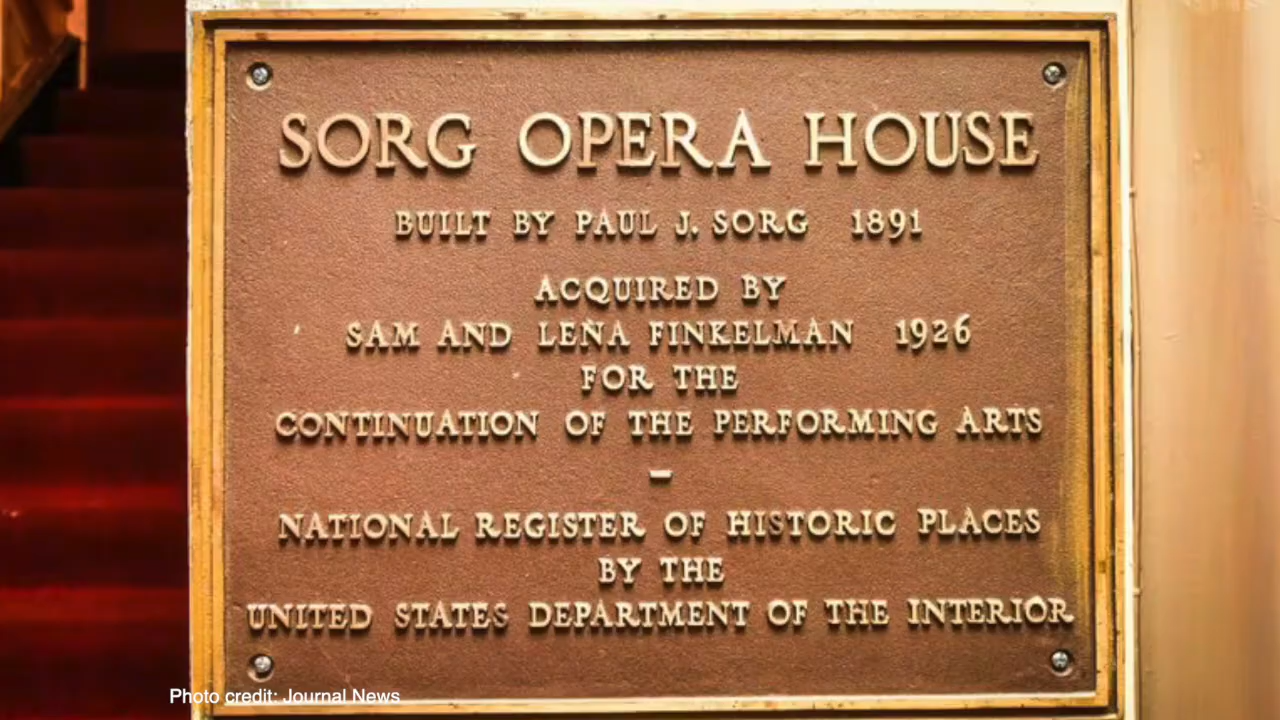 SORG OPERA HOUSE
BUILT BY PAUL J. SORG 1891
ACQUIRED BY
SAM AND LENA FINKELMAN 1926
FOR THE
CONTINUATION OF THE PERFORMING ARTS
–
NATIONAL REGISTER OF HISTORIC PLACES
BY THE
UNITED STATES DEPARTMENT OF THE INTERIOR
Photo credit: Journal News